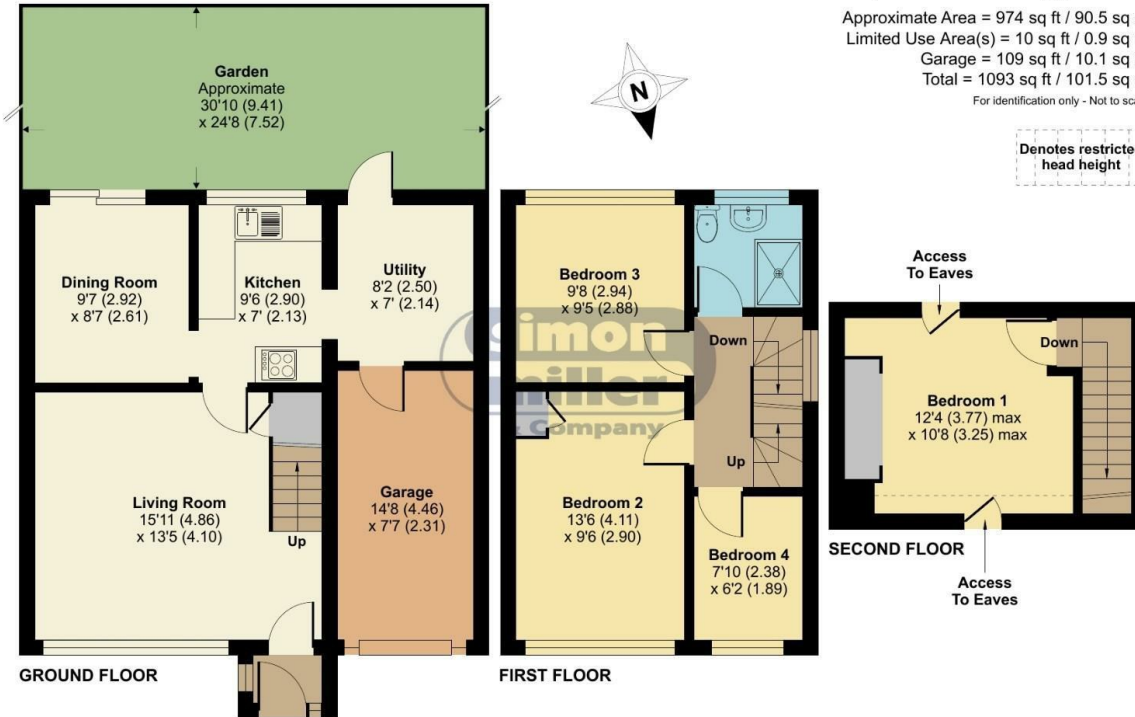 Approximate Area = 974 sq ft / 90.5 sq
Limited Use Area(s) = 10 sq ft / 0.9 sq
Garage = 109 sq ft / 10.1 sq
Total = 1093 sq ft / 101.5 sq
For identification only - Not to sca
Denotes restricte
head height
Garden
Approximate
30'10 (9.41)
x 24'8 (7.52)
N
Dining Room
9'7 (2.92)
x 8'7 (2.61)
Kitchen
9'6 (2.90)
x 7' (2.13)
Utility
8'2 (2.50)
x 7' (2.14)
Living Room
15'11 (4.86)
x 13'5 (4.10)
Up
Garage
14'8 (4.46)
x 7'7 (2.31)
GROUND FLOOR
Bedroom 3
9'8 (2.94)
x 9'5 (2.88)
Down
Up
Bedroom 2
13'6 (4.11)
x 9'6 (2.90)
Bedroom 4
7'10 (2.38)
x 6'2 (1.89)
FIRST FLOOR
Access
To Eaves
Down
Bedroom 1
12'4 (3.77) max
x 10'8 (3.25) max
SECOND FLOOR
Access
To Eaves
Simon
miller
& Company